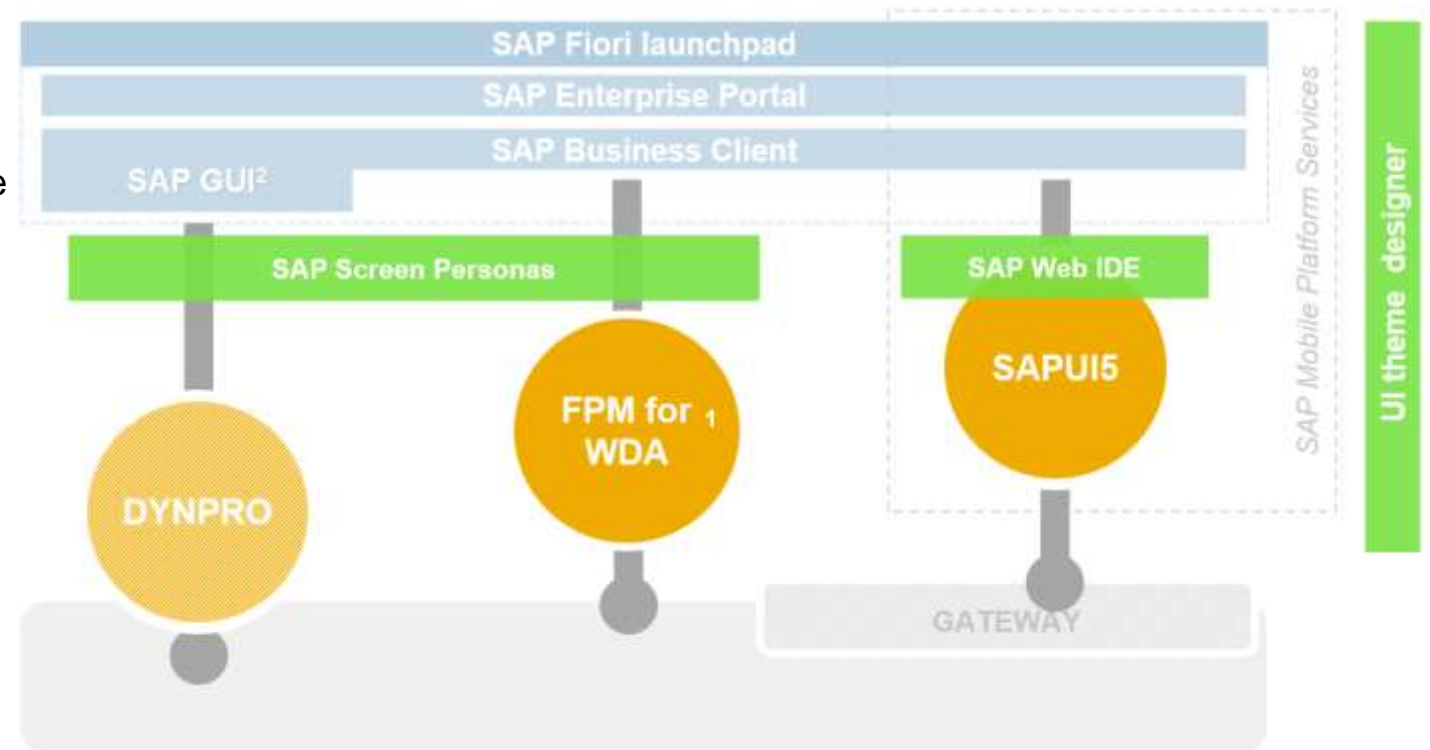 SAP Fiori launchpad
SAP Enterprise Portal
SAP Business Client
SAP GUI²
e
SAP Screen Personas
SAP Web IDE
SAPUI5
FPM for 1
WDA
DYNPRO
GATEWAY
SAP Mobile Platform Services
UI theme designer